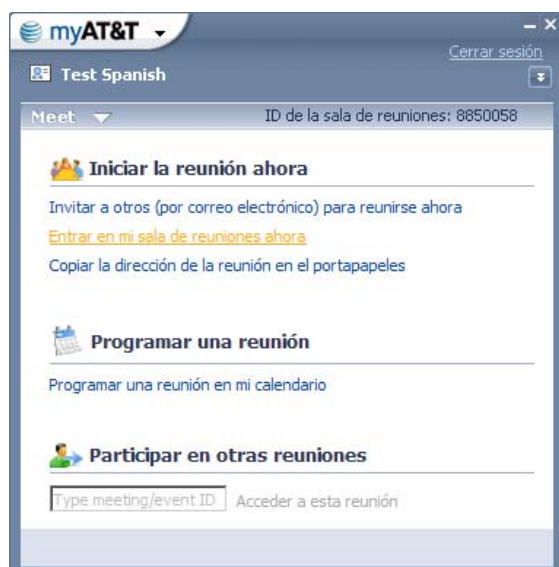 myAT&T
Cerrar sesión
Test Spanish
Meet
ID de la sala de reuniones: 8850058
Iniciar la reunión ahora
Invitar a otros (por correo electrónico) para reunirse ahora
Entrar en mi sala de reuniones ahora
Copiar la dirección de la reunión en el portapapeles
Programar una reunión
Programar una reunión en mi calendario
Participar en otras reuniones
Type meeting/event ID Acceder a esta reunión